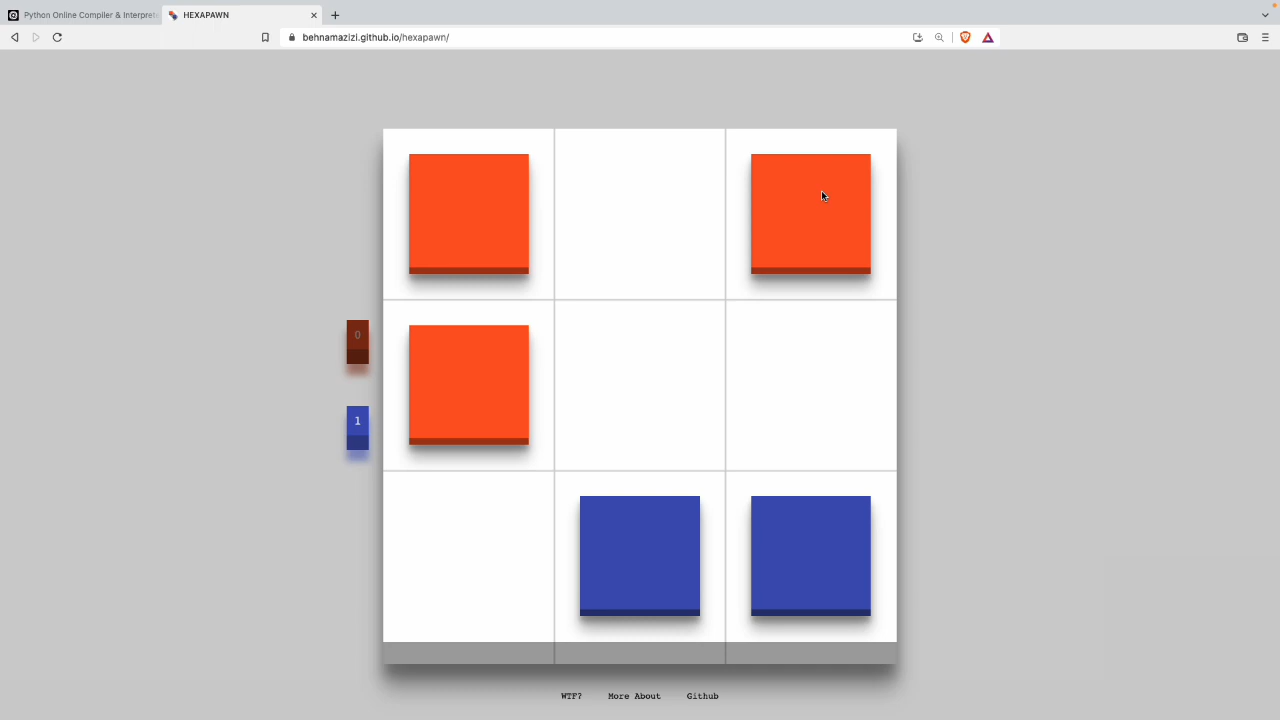 Python Online Compiler & Interpret
HEXAPAWN
behnamazizi.github.io/hexapawn/
0
1
WTF?
More About
Github